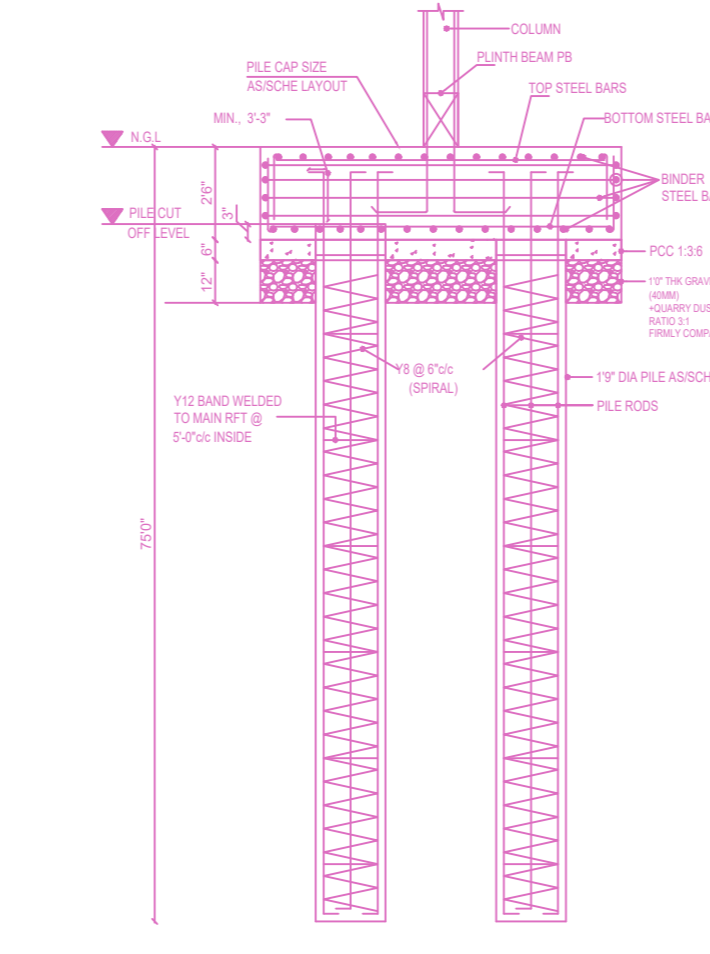 COLUMN
PLINTH BEAM PB
PILE CAP SIZE
AS/SCHE LAYOUT
TOP STEEL BARS
MIN., 3'-3"
BOTTOM STEEL BA
N.G.L
BINDER
STEEL BA
2'6"
3"
PILE CUT
OFF LEVEL
6"
PCC 1:3:6
12"
1'0" THK GRAVE
(40MM)
+QUARRY DUS
RATIO 3:1
FIRMLY COMPA
Y8 @ 6"c/c
(SPIRAL)
1'9" DIA PILE AS/SCH
Y12 BAND WELDED
TO MAIN RFT @
5'-0"c/c INSIDE
PILE RODS
75'0"